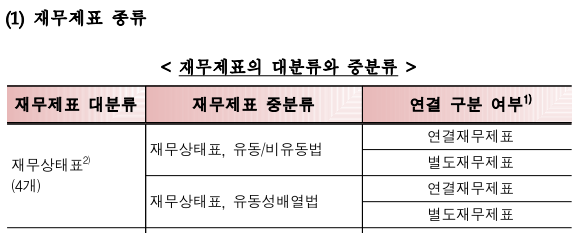 (1) 재무제표 종류
< 재무제표의 대분류와 중분류 >
재무제표 대분류 재무제표 중분류 연결 구분 여부1)
재무상태표2)
(4개)
재무상태표, 유동/비유동법
연결재무제표
별도재무제표
재무상태표, 유동성배열법
연결재무제표
별도재무제표